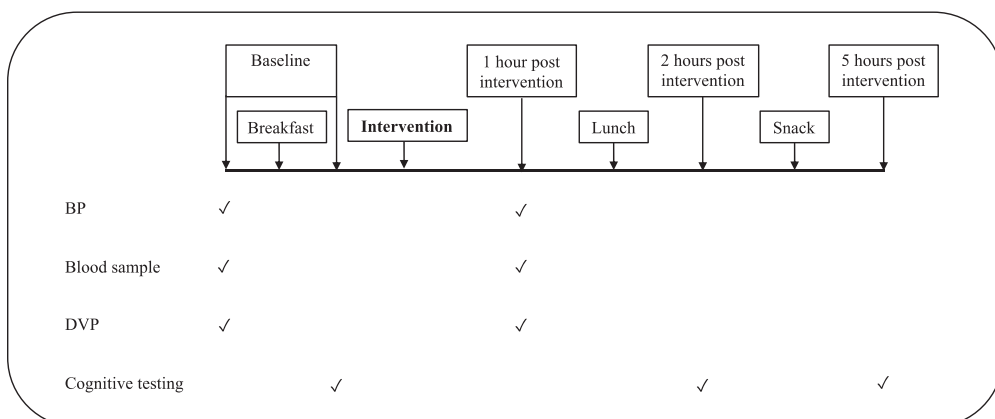 Baseline
1 hour post
intervention
2 hours post
intervention
5 hours post
intervention
Breakfast
Intervention
Lunch
Snack
BP
✓ ✓
Blood sample
✓ ✓
DVP
✓ ✓
Cognitive testing
✓ ✓ ✓